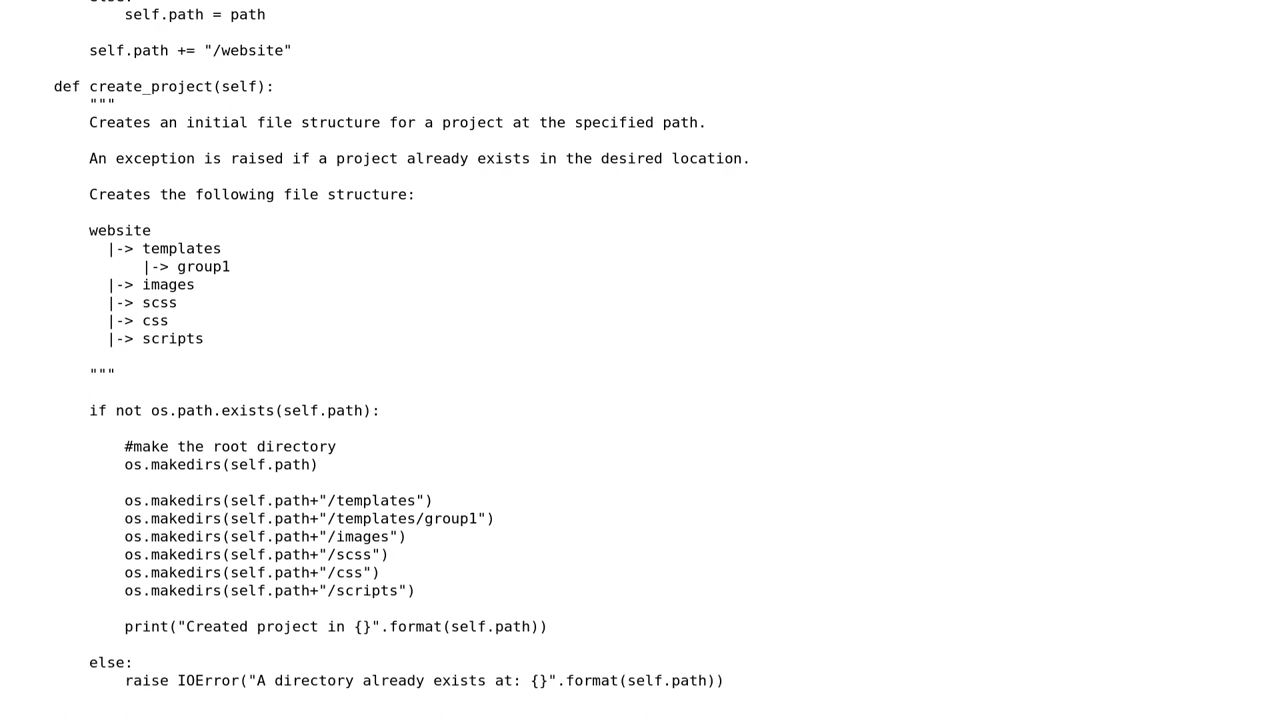 else:
            self.path = path

        self.path += "/website"

    def create_project(self):
        """
        Creates an initial file structure for a project at the specified path.

        An exception is raised if a project already exists in the desired location.

        Creates the following file structure:

        website
          |-> templates
              |-> group1
          |-> images
          |-> scss
          |-> css
          |-> scripts

        """

        if not os.path.exists(self.path):

            #make the root directory
            os.makedirs(self.path)

            os.makedirs(self.path+"/templates")
            os.makedirs(self.path+"/templates/group1")
            os.makedirs(self.path+"/images")
            os.makedirs(self.path+"/scss")
            os.makedirs(self.path+"/css")
            os.makedirs(self.path+"/scripts")

            print("Created project in {}".format(self.path))

        else:
            raise IOError("A directory already exists at: {}".format(self.path))